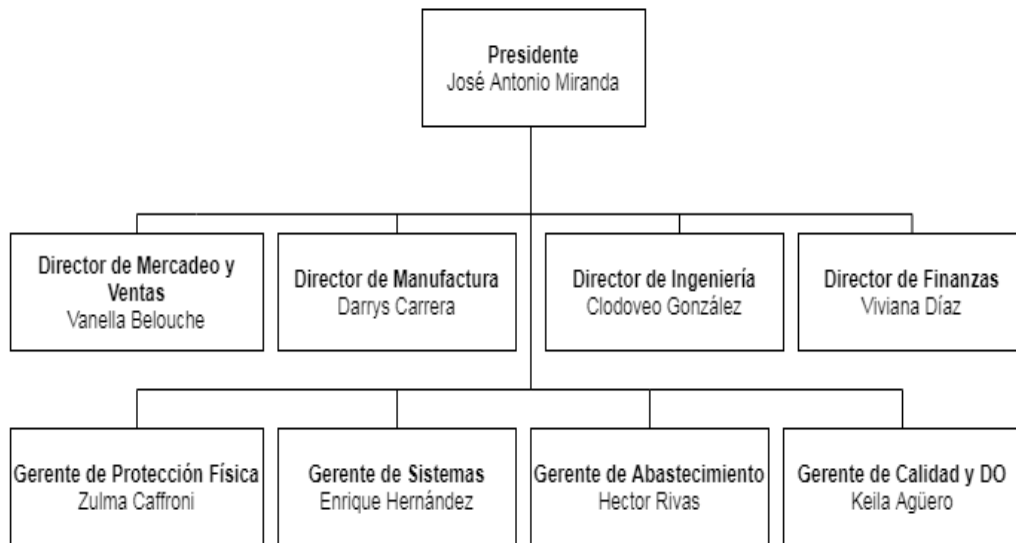 Presidente
José Antonio Miranda
Director de Mercadeo y
Ventas
Vanella Belouche
Director de Manufactura
Darrys Carrera
Director de Ingeniería
Clodoveo González
Director de Finanzas
Viviana Díaz
Gerente de Protección Física
Zulma Caffroni
Gerente de Sistemas
Enrique Hernández
Gerente de Abastecimiento
Hector Rivas
Gerente de Calidad y DO
Keila Agüero